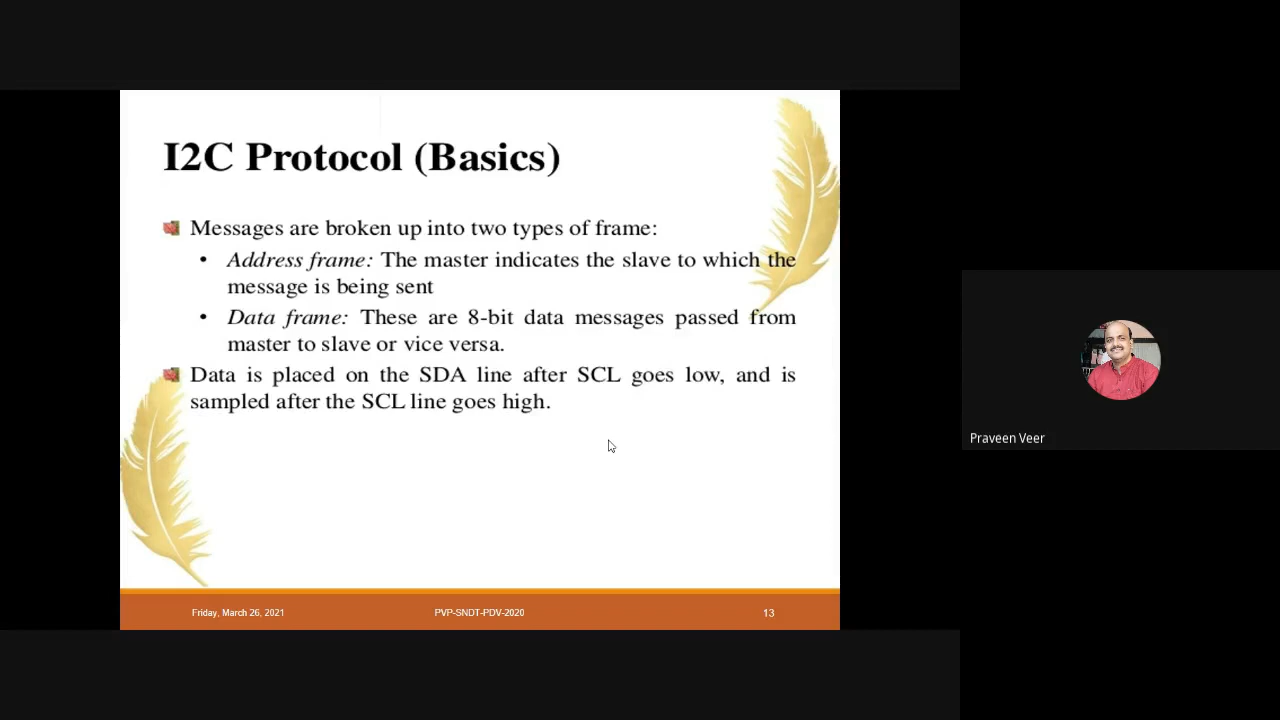 I2C Protocol (Basics)
Messages are broken up into two types of frame:
• Address frame: The master indicates the slave to which the
message is being sent
• Data frame: These are 8-bit data messages passed from
master to slave or vice versa.
Data is placed on the SDA line after SCL goes low, and is
sampled after the SCL line goes high.
Friday, March 26, 2021
PVP-SNDT-PDV-2020
13
Praveen Veer